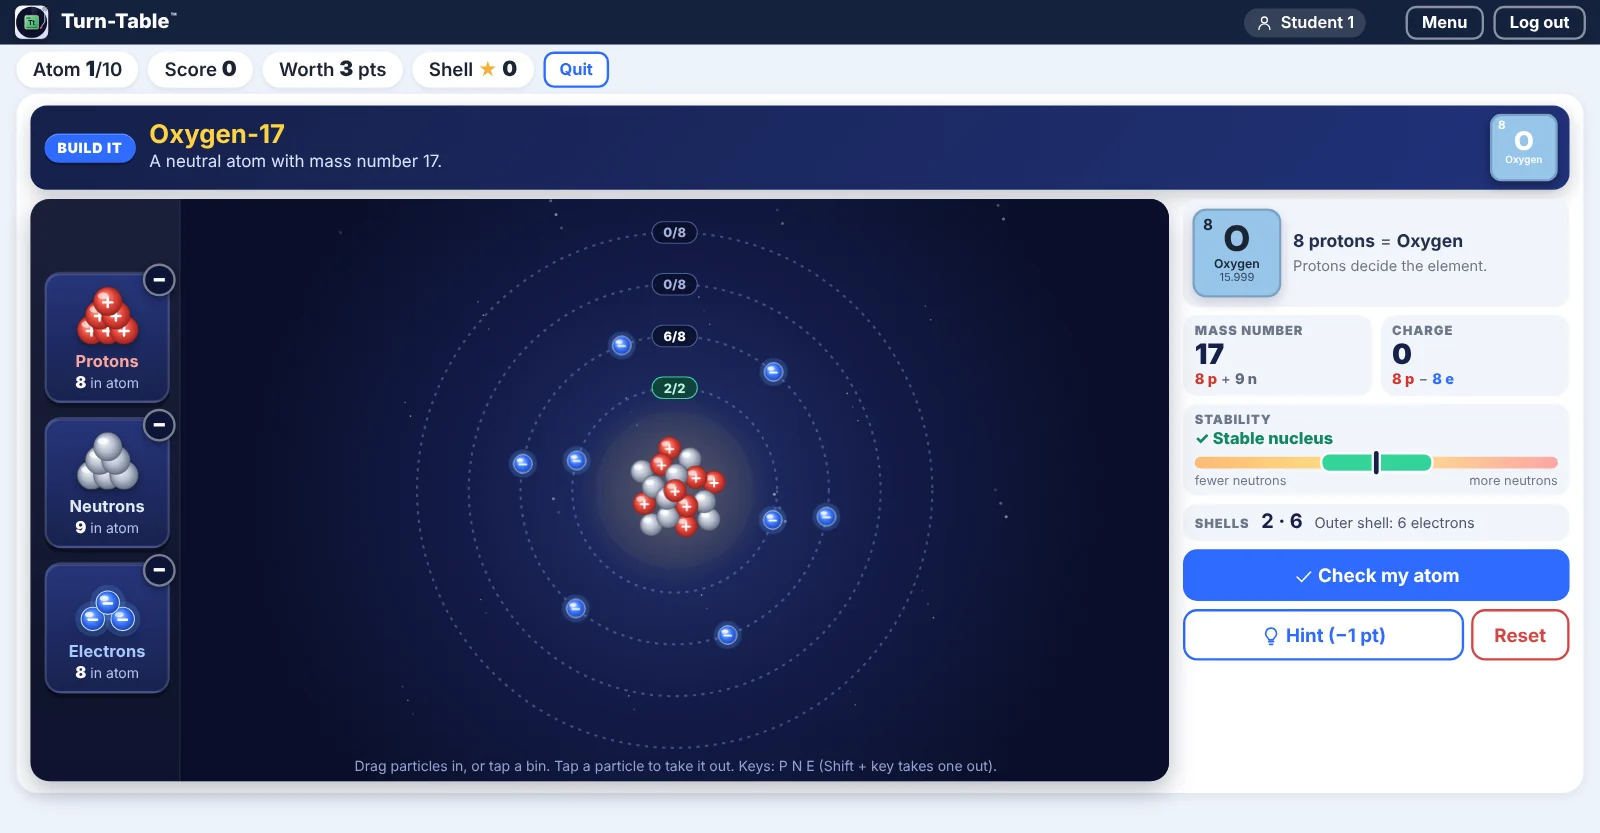 Tt
Turn-Table™
Student 1
Menu
Log out
Atom 1/10
Score 0
Worth 3 pts
Shell ★ 0
Quit
BUILD IT
Oxygen-17
A neutral atom with mass number 17.
8
O
Oxygen
Protons
8 in atom
Neutrons
9 in atom
Electrons
8 in atom
0/8
0/8
6/8
2/2
Drag particles in, or tap a bin. Tap a particle to take it out. Keys: P N E (Shift + key takes one out).
8
O
Oxygen
15.999
8 protons = Oxygen
Protons decide the element.
MASS NUMBER
17
8 p + 9 n
CHARGE
0
8 p − 8 e
STABILITY
✓ Stable nucleus
fewer neutrons
more neutrons
SHELLS 2 · 6 Outer shell: 6 electrons
✓ Check my atom
Hint (−1 pt)
Reset